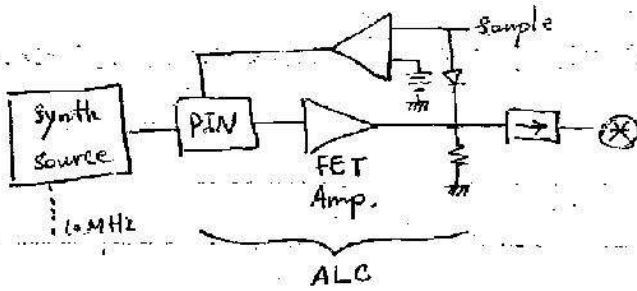 Sample
Synth
Source
PIN
FET
Amp.
10 MHz
ALC